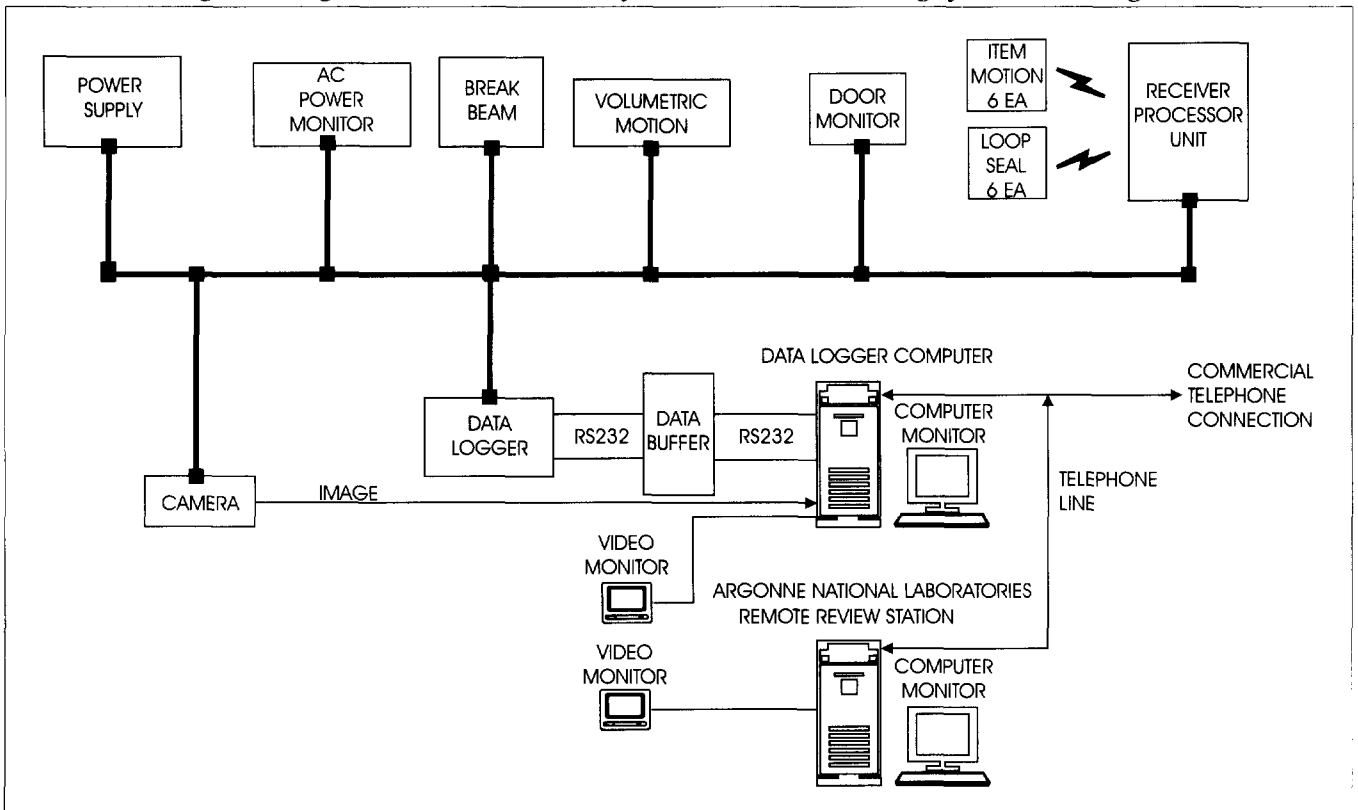 POWER
SUPPLY
AC
POWER
MONITOR
BREAK
BEAM
VOLUMETRIC
MOTION
DOOR
MONITOR
ITEM
MOTION
6 EA
LOOP
SEAL
6 EA
RECEIVER
PROCESSOR
UNIT
DATA LOGGER COMPUTER
COMMERCIAL
TELEPHONE
CONNECTION
DATA
LOGGER
RS232
DATA
BUFFER
RS232
COMPUTER
MONITOR
TELEPHONE
LINE
CAMERA
IMAGE
VIDEO
MONITOR
ARGONNE NATIONAL LABORATORIES
REMOTE REVIEW STATION
VIDEO
MONITOR
COMPUTER
MONITOR